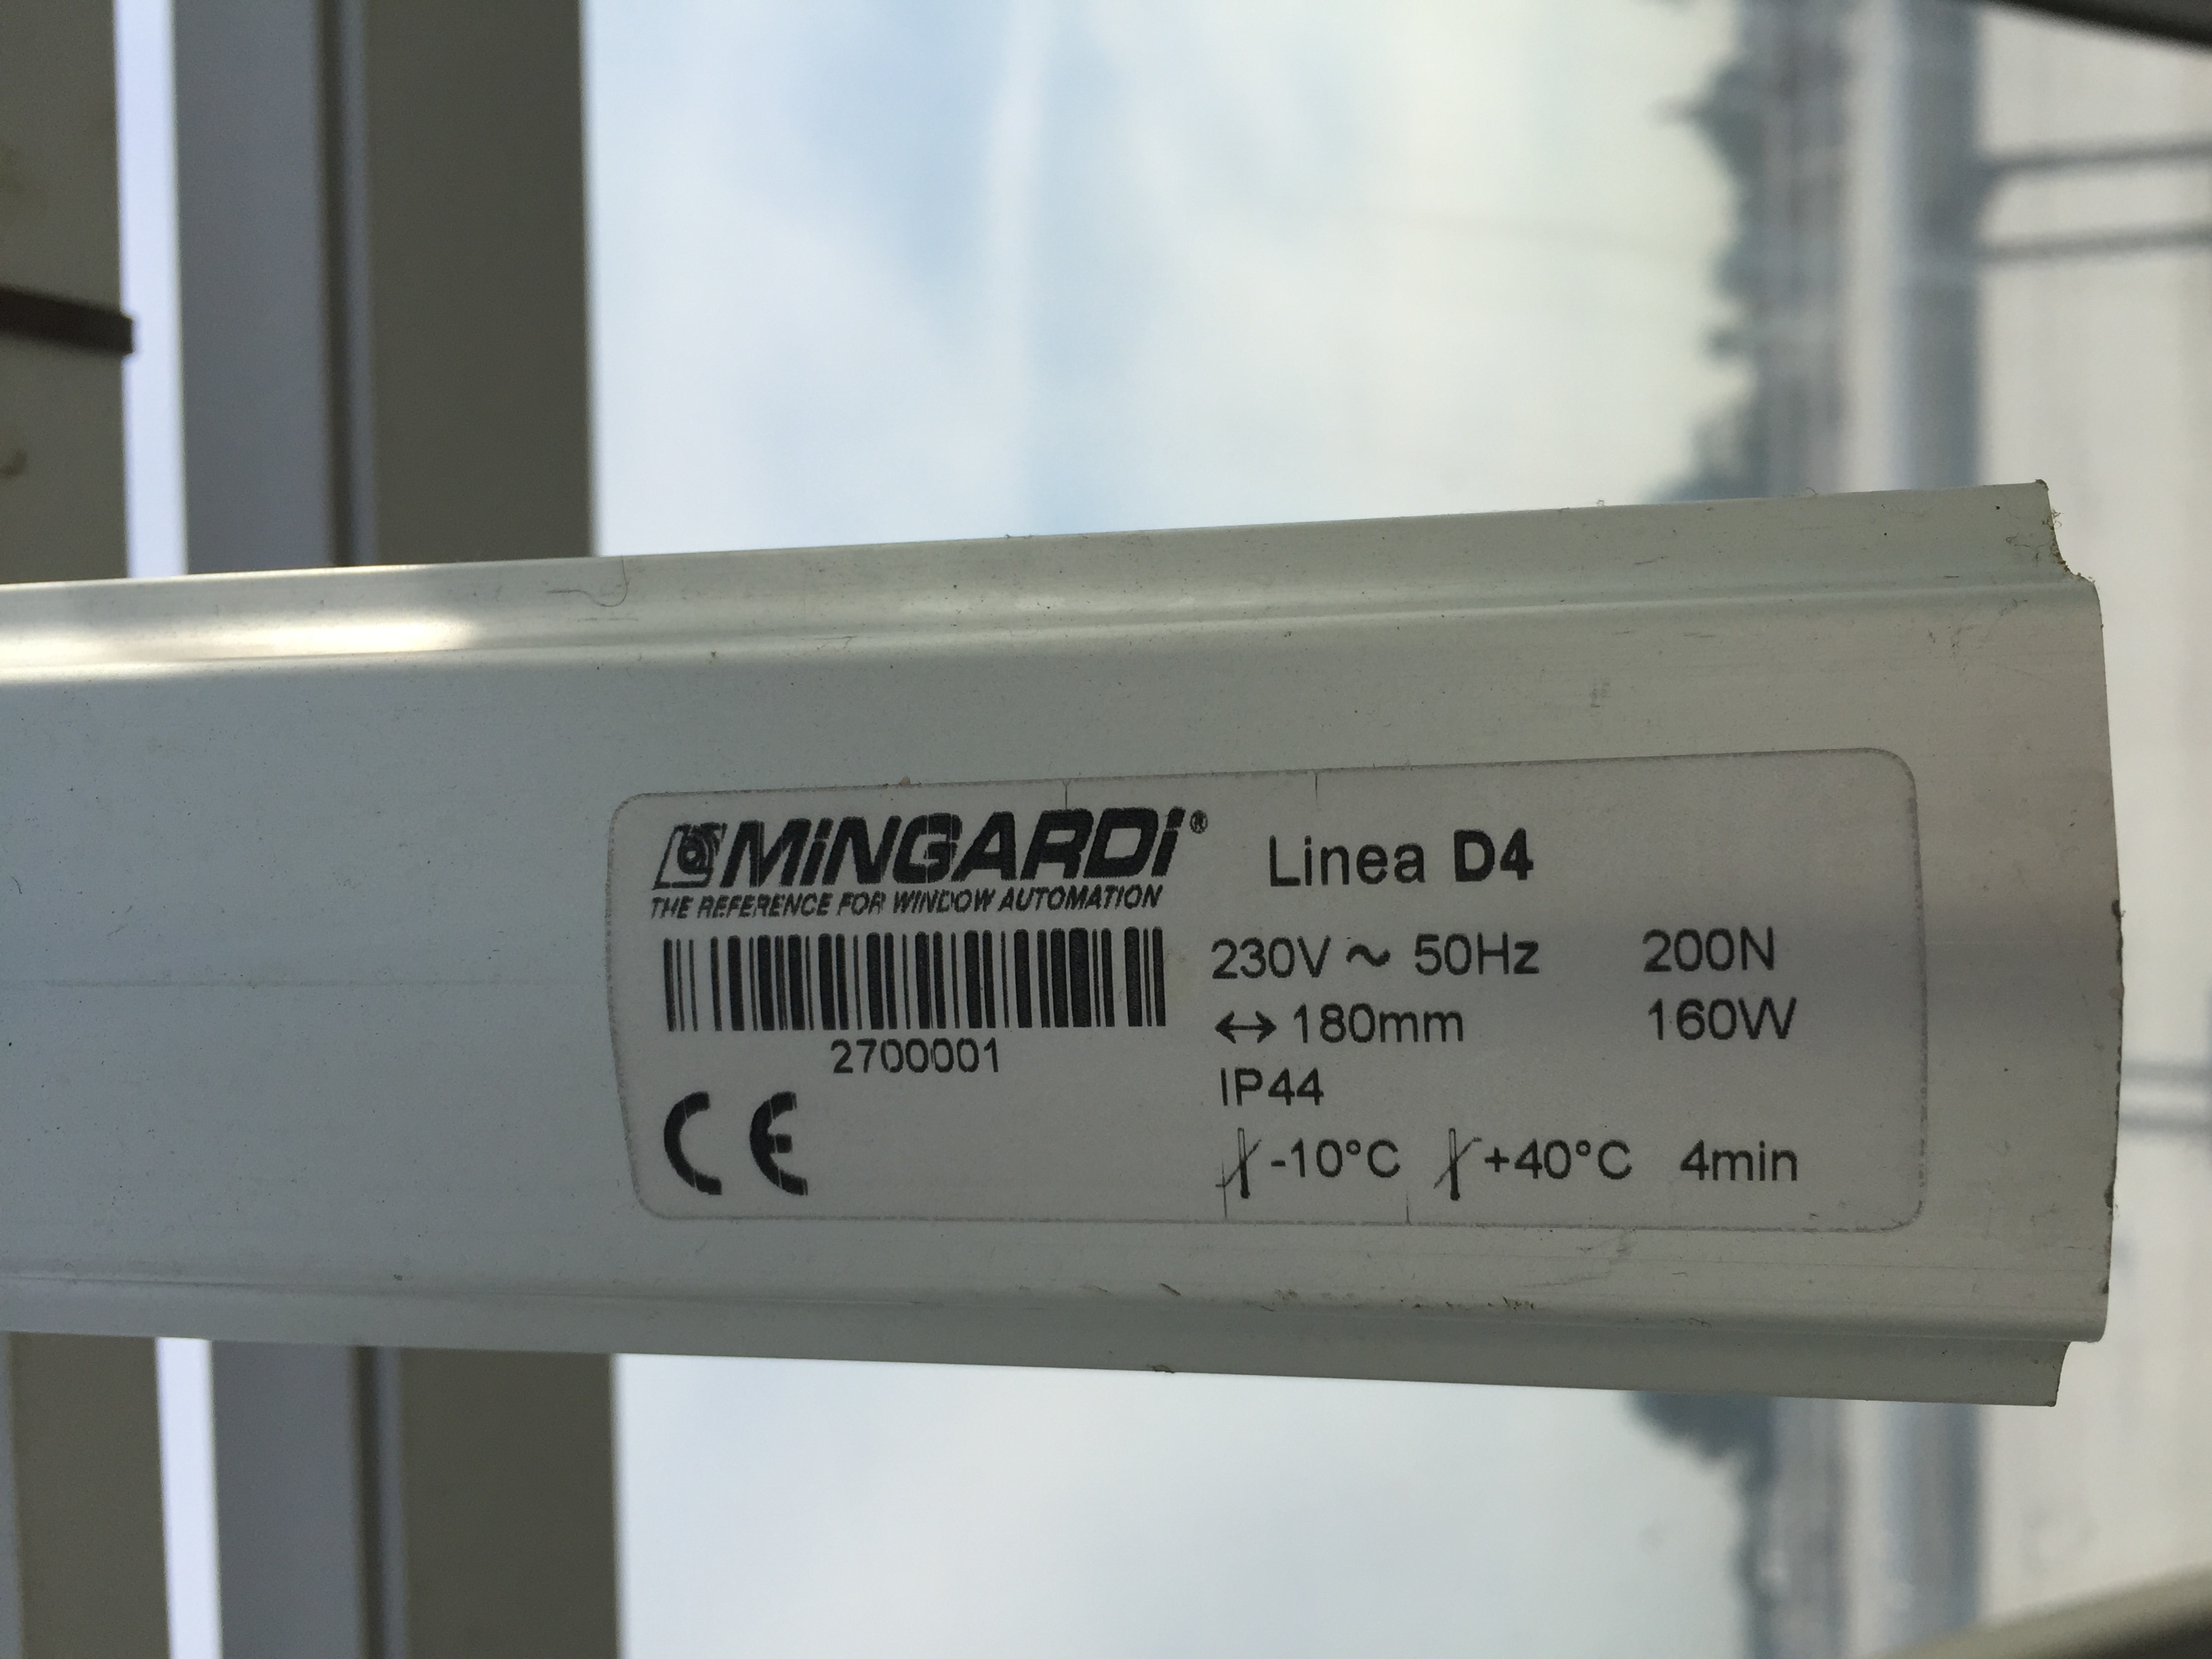 MiNGARDi®
THE REFERENCE FOR WINDOW AUTOMATION
Linea D4
2700001
CE
230V ~ 50Hz 200N
↔ 180mm 160W
IP44
-10°C +40°C 4min